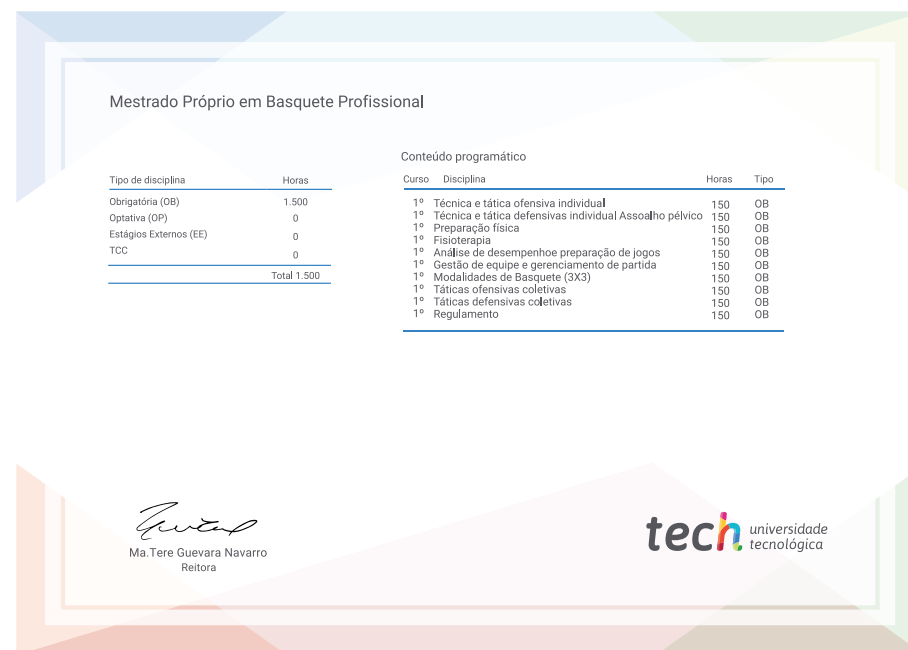 Mestrado Próprio em Basquete Profissional
Tipo de disciplina Horas
Obrigatória (OB) 1.500
Optativa (OP) 0
Estágios Externos (EE) 0
TCC 0
Total 1.500
Conteúdo programático
Curso Disciplina Horas Tipo
1º Técnica e tática ofensiva individual 150 OB
1º Técnica e tática defensivas individual Assoalho pélvico 150 OB
1º Preparação física 150 OB
1º Fisioterapia 150 OB
1º Análise de desempenhoe preparação de jogos 150 OB
1º Gestão de equipe e gerenciamento de partida 150 OB
1º Modalidades de Basquete (3X3) 150 OB
1º Táticas ofensivas coletivas 150 OB
1º Táticas defensivas coletivas 150 OB
1º Regulamento 150 OB
Ma.Tere Guevara Navarro
Reitora
tech universidade
tecnológica